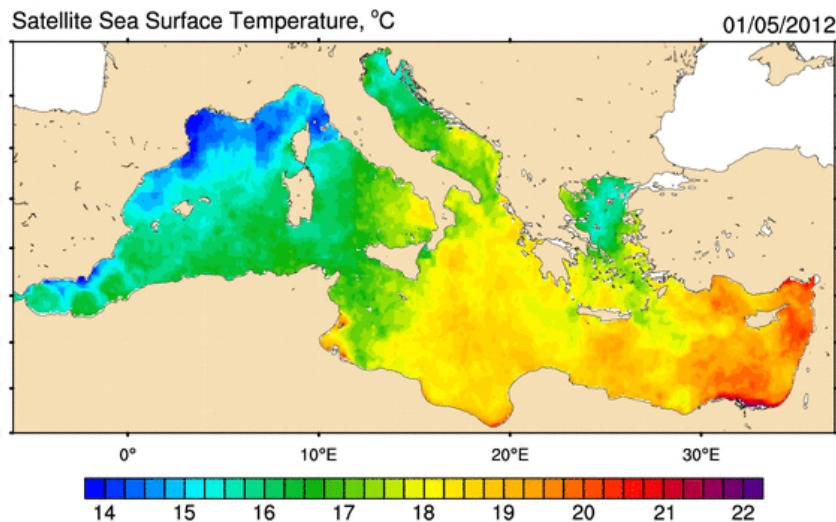 Satellite Sea Surface Temperature, °C
01/05/2012
0° 10°E 20°E 30°E
14 15 16 17 18 19 20 21 22